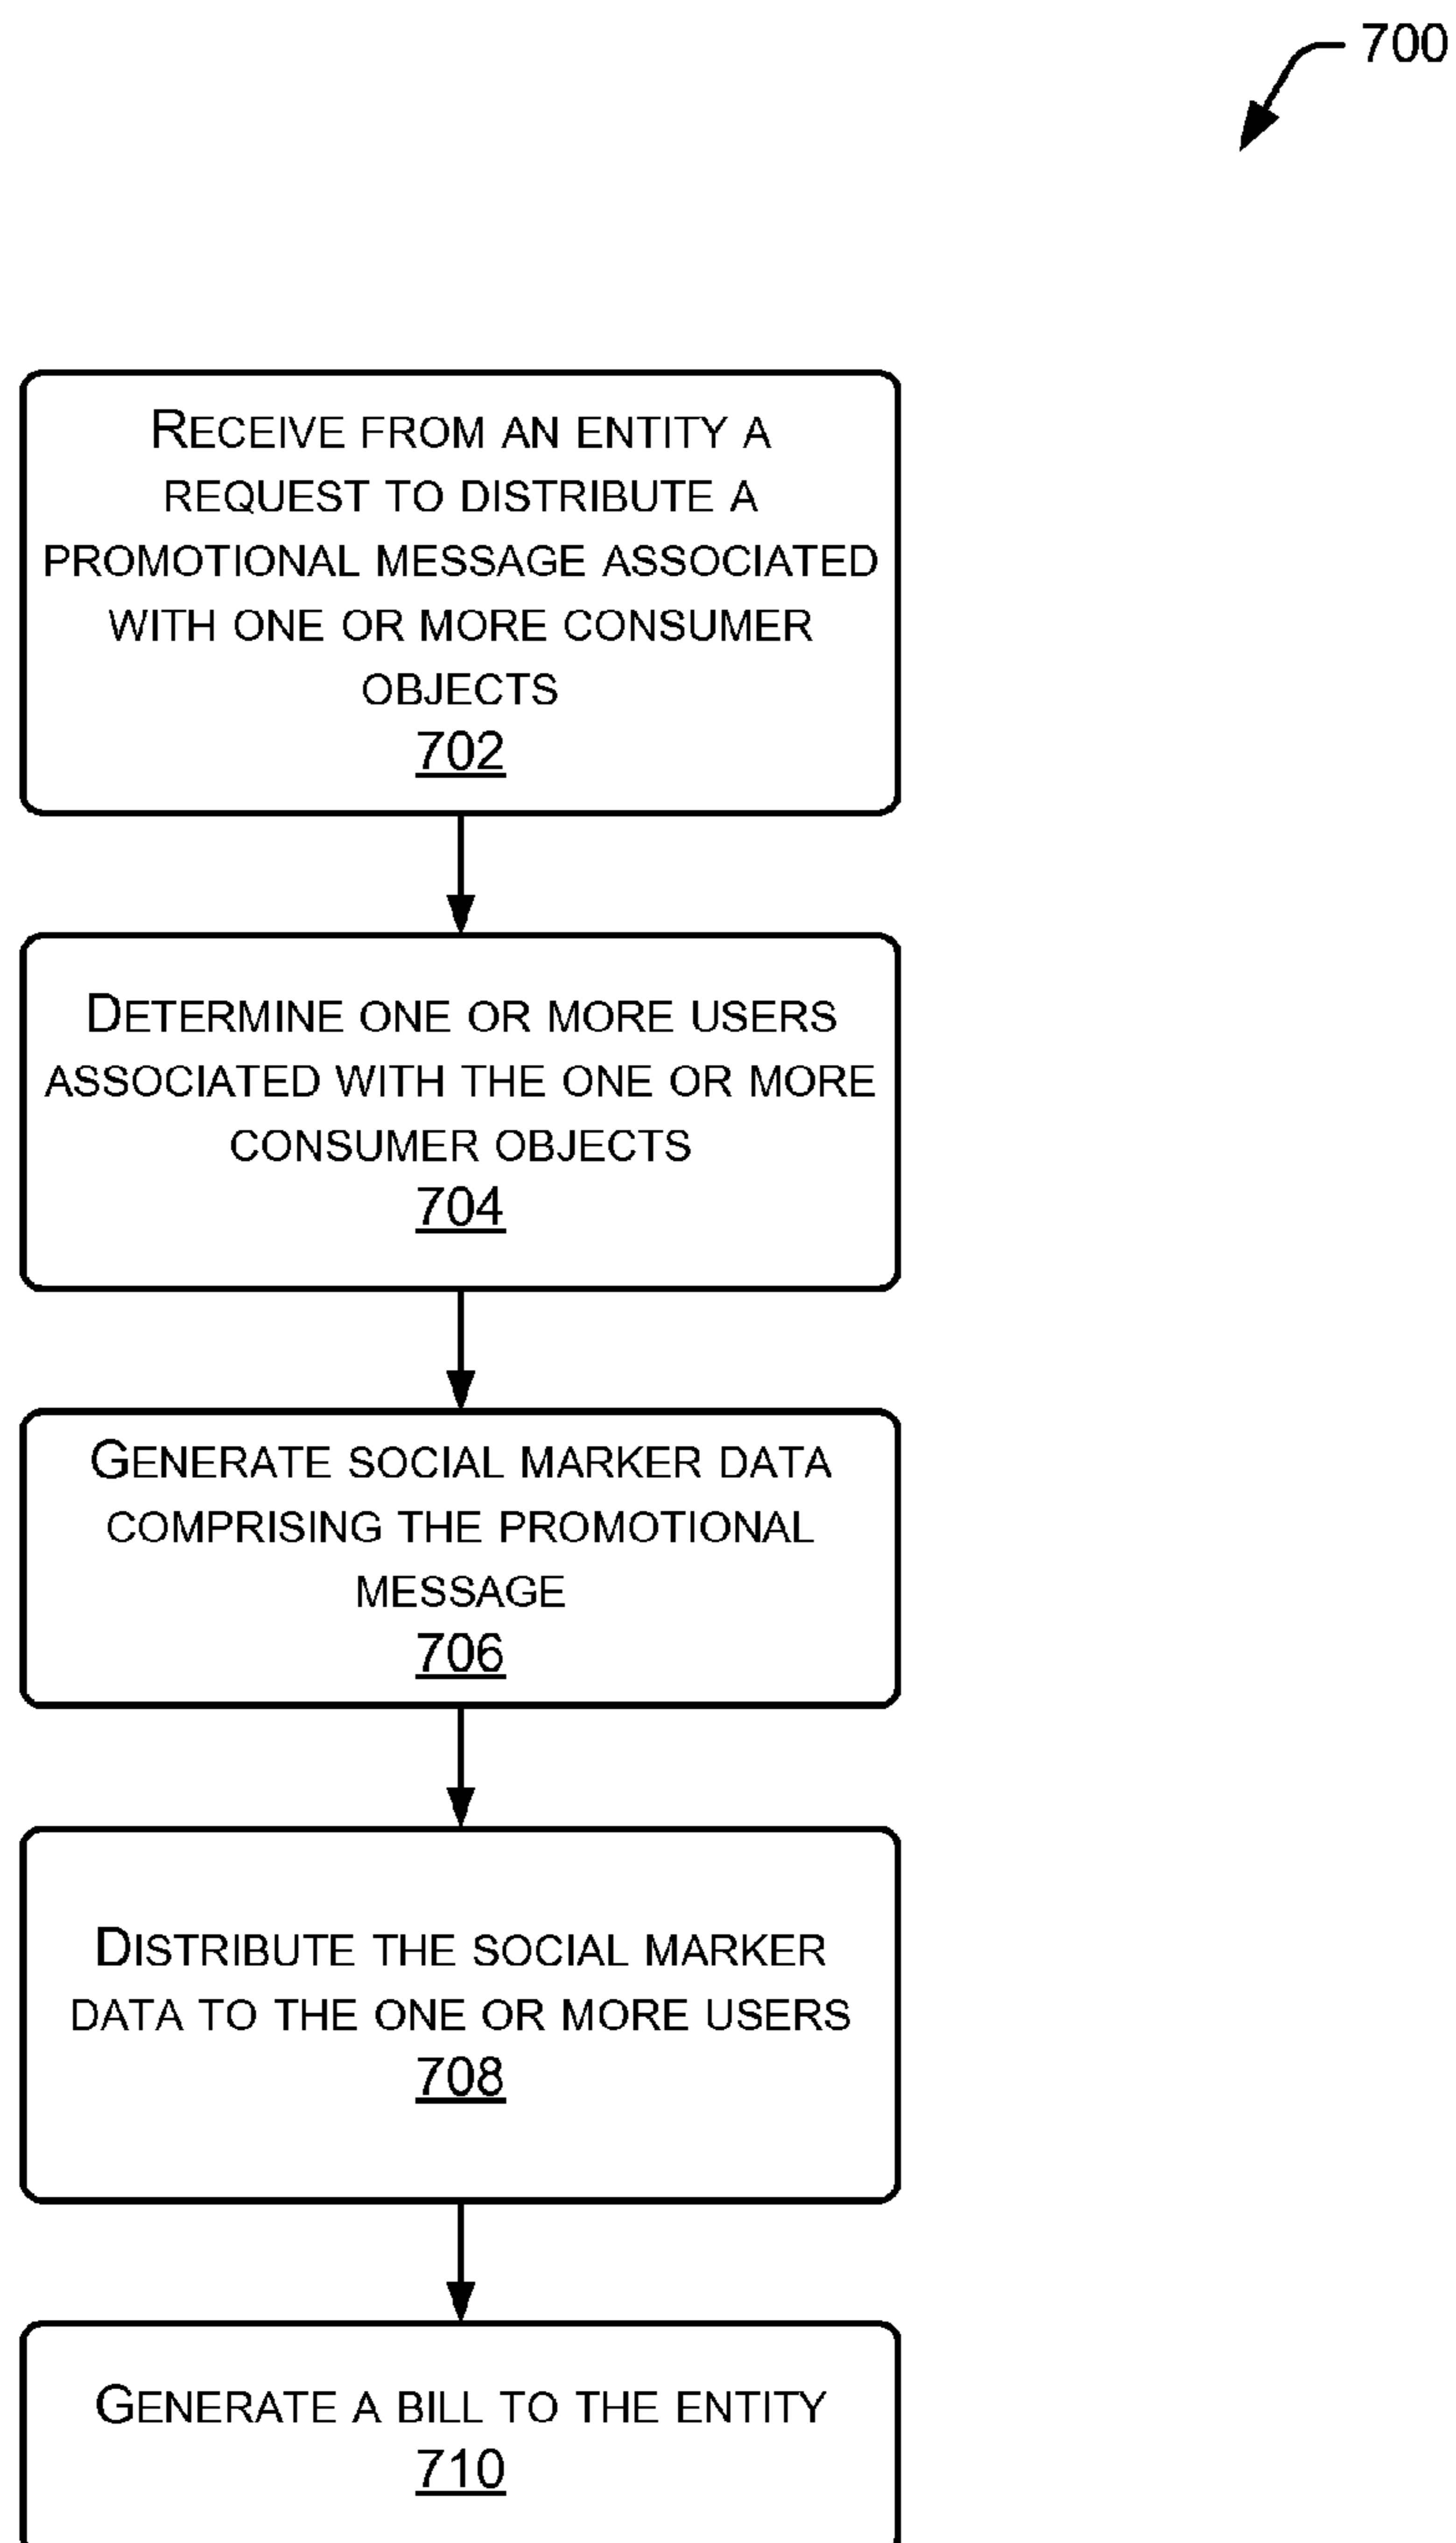 700
RECEIVE FROM AN ENTITY A
REQUEST TO DISTRIBUTE A
PROMOTIONAL MESSAGE ASSOCIATED
WITH ONE OR MORE CONSUMER
OBJECTS
702
DETERMINE ONE OR MORE USERS
ASSOCIATED WITH THE ONE OR MORE
CONSUMER OBJECTS
704
GENERATE SOCIAL MARKER DATA
COMPRISING THE PROMOTIONAL
MESSAGE
706
DISTRIBUTE THE SOCIAL MARKER
DATA TO THE ONE OR MORE USERS
708
GENERATE A BILL TO THE ENTITY
710